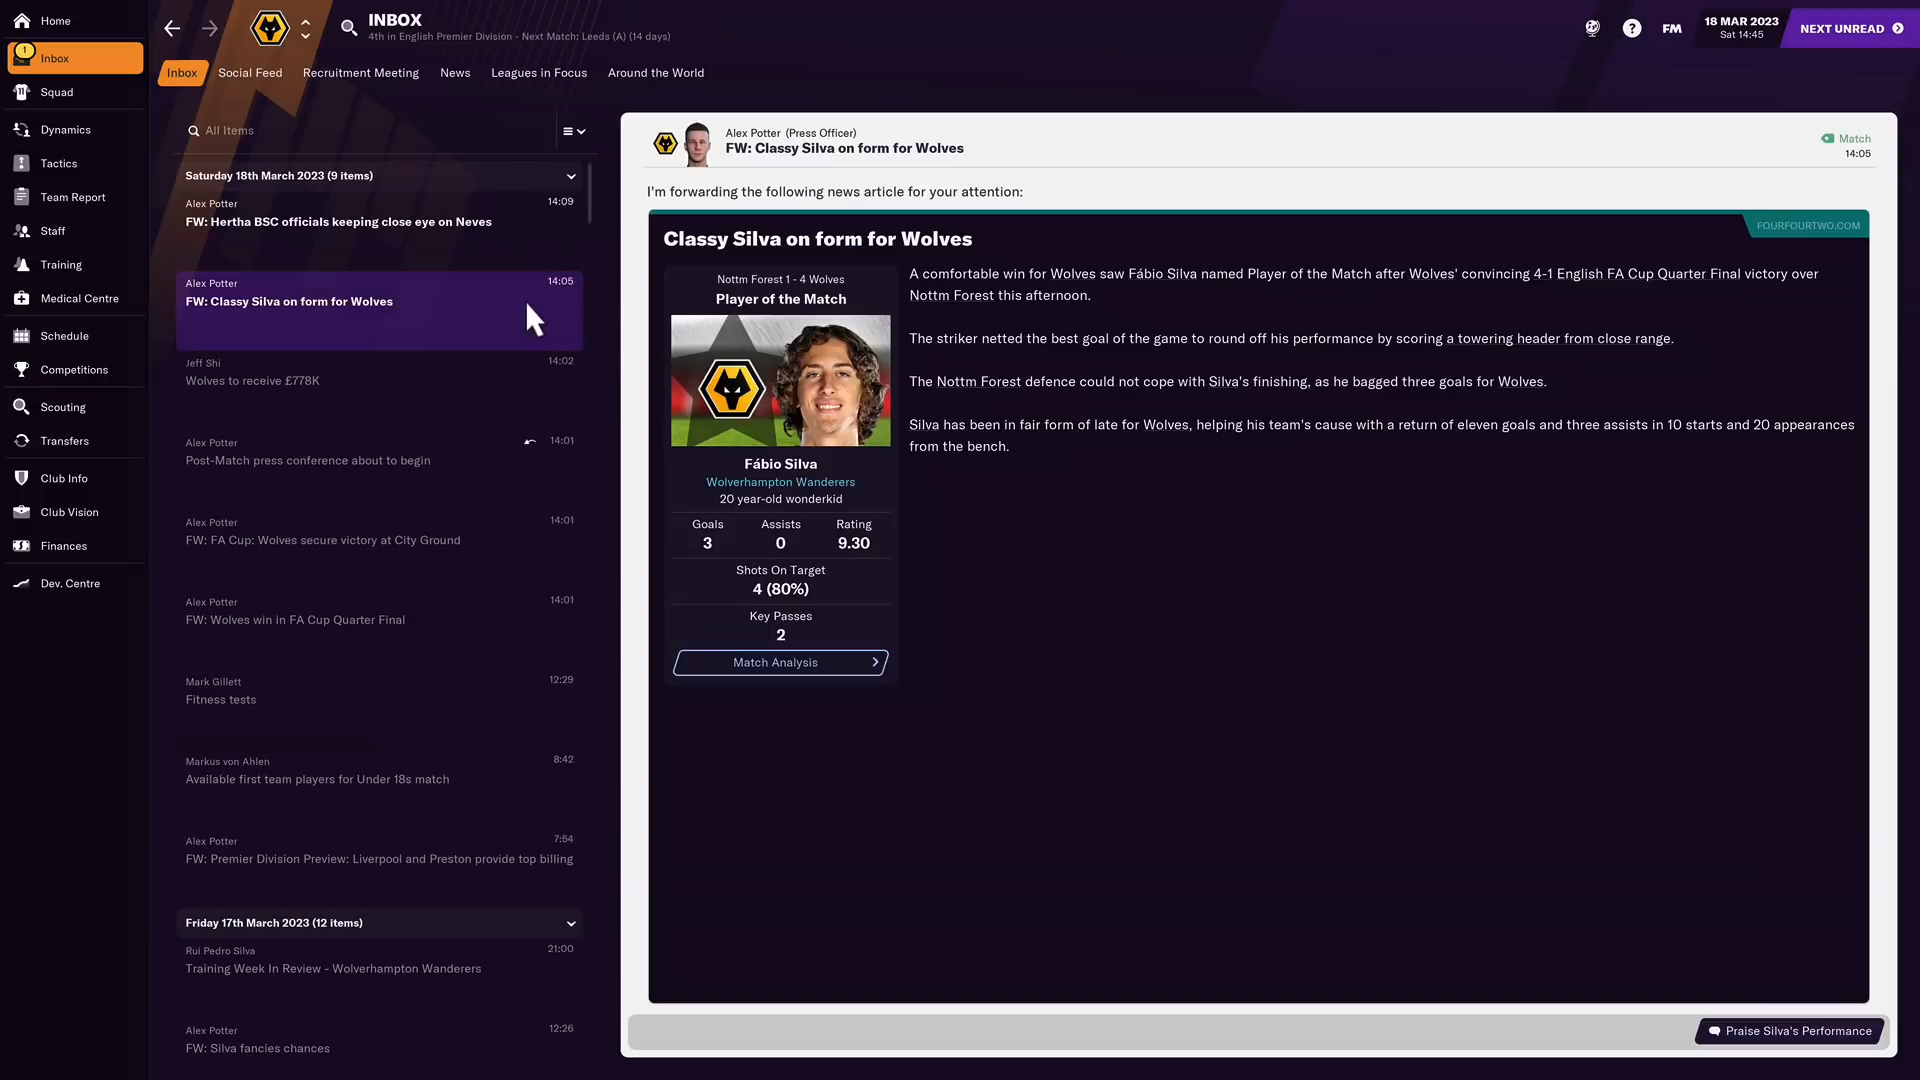 Home
1
Inbox
Squad
Dynamics
Tactics
Team Report
Staff
Training
Medical Centre
Schedule
Competitions
Scouting
Transfers
Club Info
Club Vision
Finances
Dev. Centre
INBOX
4th in English Premier Division - Next Match: Leeds (A) (14 days)
FM
18 MAR 2023
Sat 14:45
NEXT UNREAD
Inbox
Social Feed
Recruitment Meeting
News
Leagues in Focus
Around the World
All Items
Saturday 18th March 2023 (9 items)
Alex Potter 14:09
FW: Hertha BSC officials keeping close eye on Neves
Alex Potter 14:05
FW: Classy Silva on form for Wolves
Jeff Shi 14:02
Wolves to receive £778K
Alex Potter 14:01
Post-Match press conference about to begin
Alex Potter 14:01
FW: FA Cup: Wolves secure victory at City Ground
Alex Potter 14:01
FW: Wolves win in FA Cup Quarter Final
Mark Gillett 12:29
Fitness tests
Markus von Ahlen 8:42
Available first team players for Under 18s match
Alex Potter 7:54
FW: Premier Division Preview: Liverpool and Preston provide top billing
Friday 17th March 2023 (12 items)
Rui Pedro Silva 21:00
Training Week In Review - Wolverhampton Wanderers
Alex Potter 12:26
FW: Silva fancies chances
Alex Potter (Press Officer)
FW: Classy Silva on form for Wolves
Match
14:05
I'm forwarding the following news article for your attention:
FOURFOURTWO.COM
Classy Silva on form for Wolves
Nottm Forest 1 - 4 Wolves
Player of the Match
Fábio Silva
Wolverhampton Wanderers
20 year-old wonderkid
Goals Assists Rating
3 0 9.30
Shots On Target
4 (80%)
Key Passes
2
Match Analysis
A comfortable win for Wolves saw Fábio Silva named Player of the Match after Wolves' convincing 4-1 English FA Cup Quarter Final victory over
Nottm Forest this afternoon.
The striker netted the best goal of the game to round off his performance by scoring a towering header from close range.
The Nottm Forest defence could not cope with Silva's finishing, as he bagged three goals for Wolves.
Silva has been in fair form of late for Wolves, helping his team's cause with a return of eleven goals and three assists in 10 starts and 20 appearances
from the bench.
Praise Silva's Performance